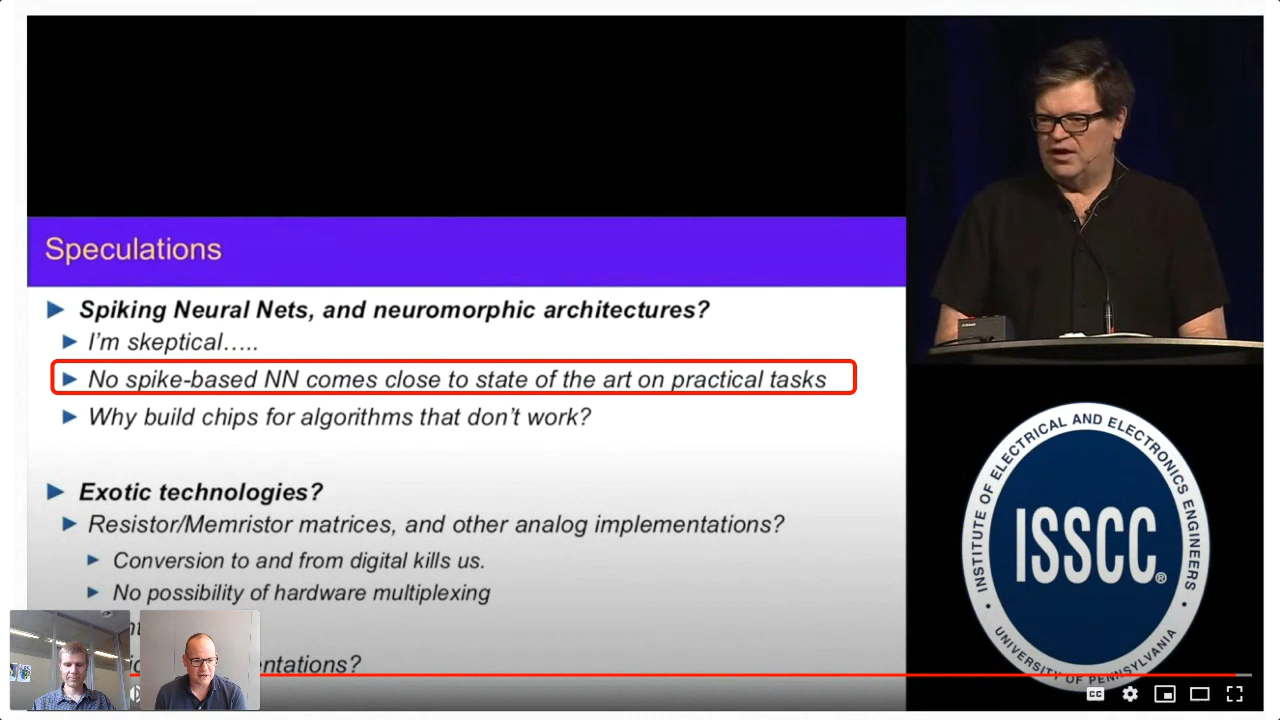 Speculations
Spiking Neural Nets, and neuromorphic architectures?
I'm skeptical.....
No spike-based NN comes close to state of the art on practical tasks
Why build chips for algorithms that don't work?
Exotic technologies?
Resistor/Memristor matrices, and other analog implementations?
Conversion to and from digital kills us.
No possibility of hardware multiplexing
INSTITUTE OF ELECTRICAL AND ELECTRONICS ENGINEERS
ISSCC®
• UNIVERSITY OF PENNSYLVANIA •
CC